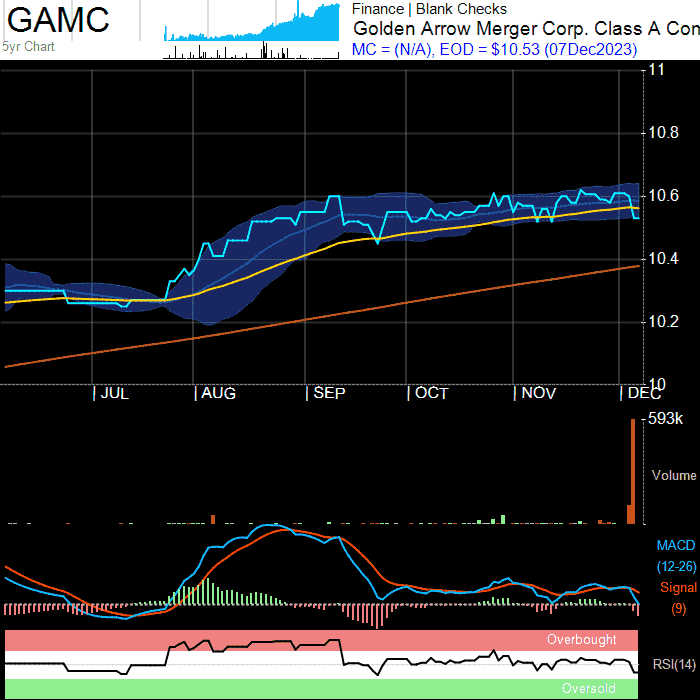 GAMC
5yr Chart
Finance | Blank Checks
Golden Arrow Merger Corp. Class A Con
MC = (N/A), EOD = $10.53 (07Dec2023)
11
10.8
10.6
10.4
10.2
10
JUL
AUG
SEP
OCT
NOV
DEC
593k
Volume
MACD
(12-26)
Signal
(9)
Overbought
RSI(14)
Oversold